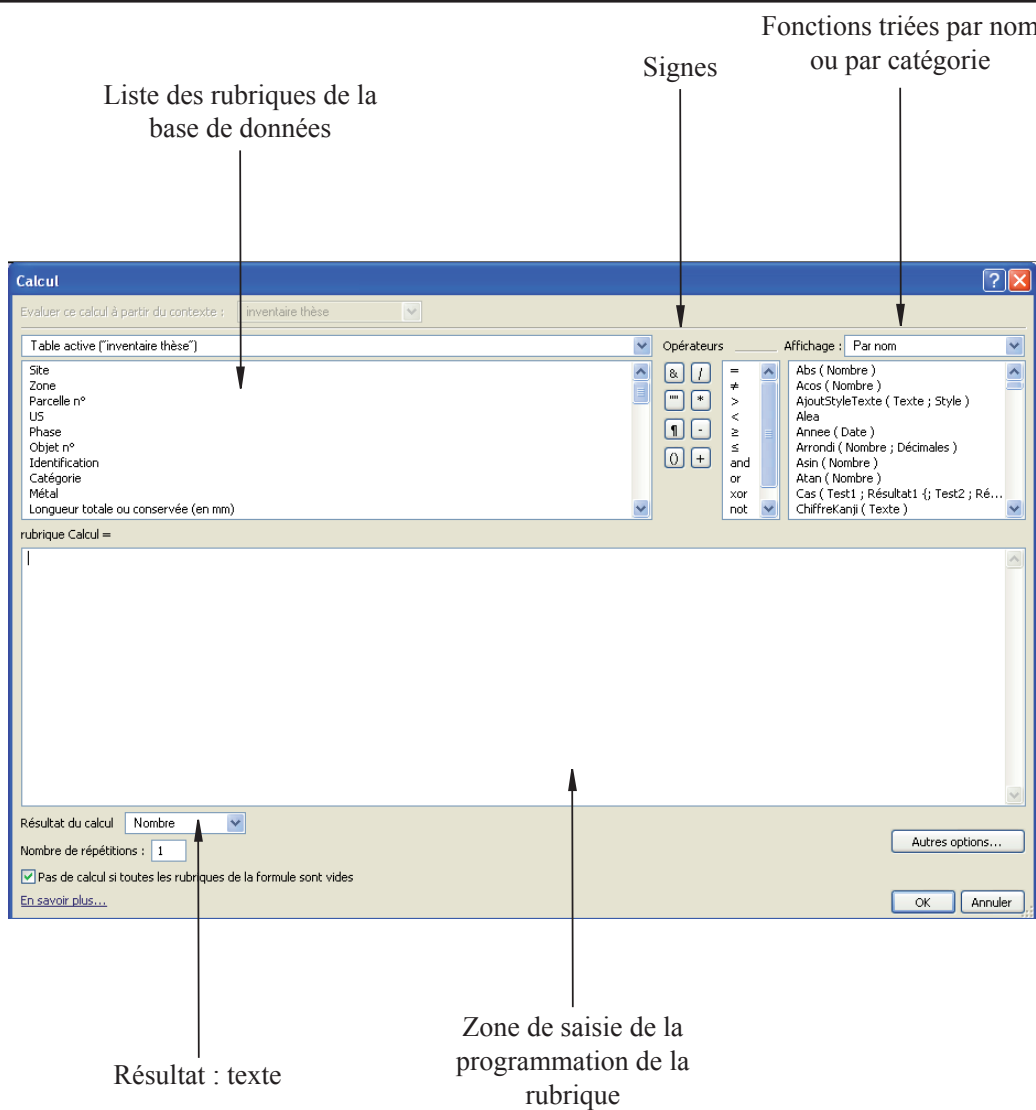 Fonctions triées par nom
ou par catégorie
Signes
Liste des rubriques de la
base de données
Calcul
Evaluer ce calcul à partir du contexte : inventaire thèse
Table active ("inventaire thèse")
Opérateurs
Affichage : Par nom
Site
Zone
Parcelle n°
US
Phase
Objet n°
Identification
Catégorie
Métal
Longueur totale ou conservée (en mm)
& /
"" *
¶ -
() +
=
≠
>
<
≥
≤
and
or
xor
not
Abs ( Nombre )
Acos ( Nombre )
AjoutStyleTexte ( Texte ; Style )
Alea
Annee ( Date )
Arrondi ( Nombre ; Décimales )
Asin ( Nombre )
Atan ( Nombre )
Cas ( Test1 ; Résultat1 {; Test2 ; Ré...
ChiffreKanji ( Texte )
rubrique Calcul =
Résultat du calcul Nombre
Nombre de répétitions : 1
Autres options...
Pas de calcul si toutes les rubriques de la formule sont vides
En savoir plus...
OK Annuler
Résultat : texte
Zone de saisie de la
programmation de la
rubrique